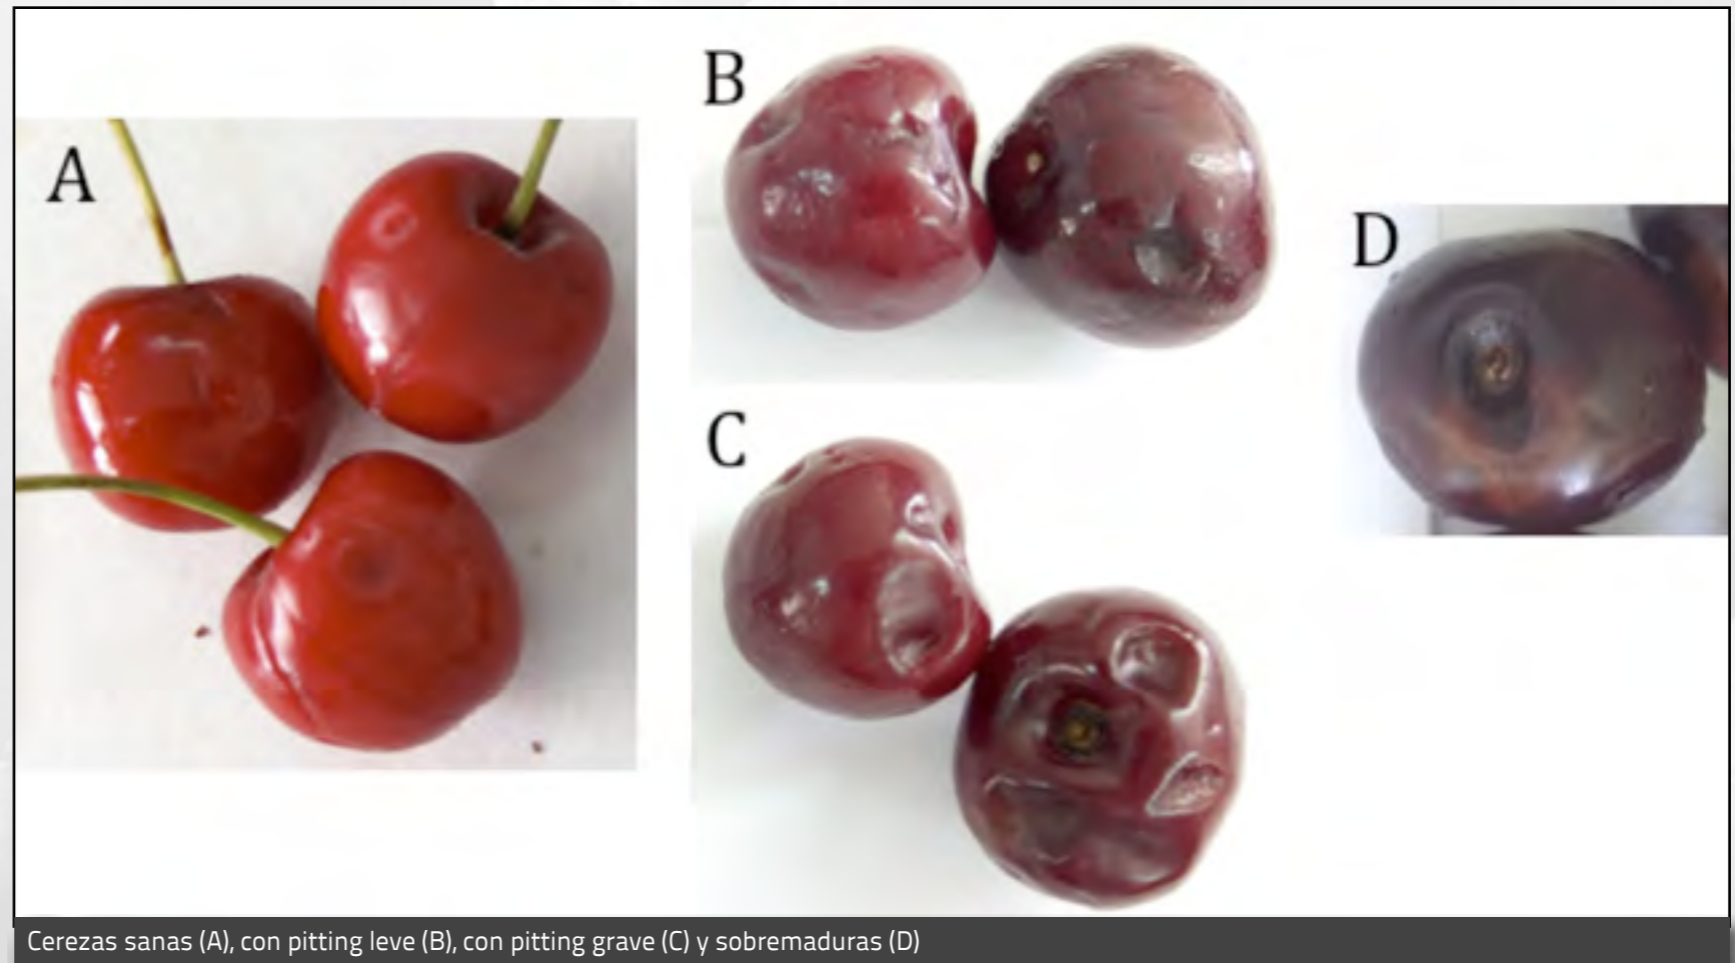 A
B
C
D
Cerezas sanas (A), con pitting leve (B), con pitting grave (C) y sobremaduras (D)